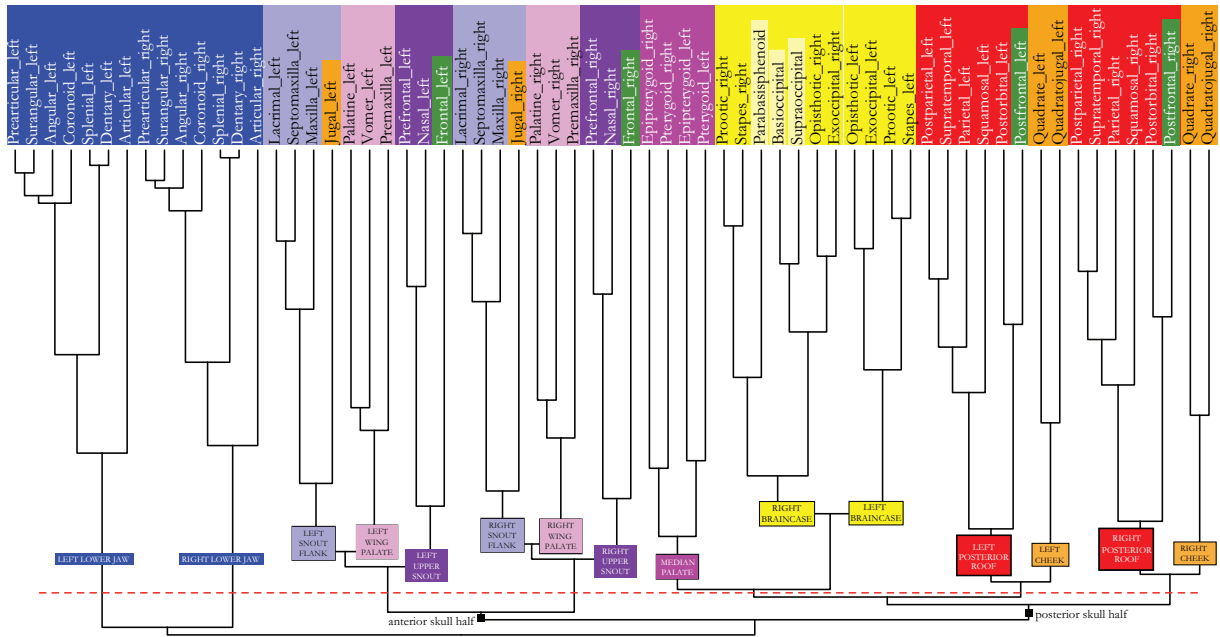 Prearticular_left
Surangular_left
Angular_left
Coronoid_left
Splenial_left
Dentary_left
Articular_left
Prearticular_right
Surangular_right
Angular_right
Coronoid_right
Splenial_right
Dentary_right
Articular_right
Lacrimal_left
Septomaxilla_left
Maxilla_left
Jugal_left
Palatine_left
Vomer_left
Premaxilla_left
Prefrontal_left
Nasal_left
Frontal_left
Lacrimal_right
Septomaxilla_right
Maxilla_right
Jugal_right
Palatine_right
Vomer_right
Premaxilla_right
Prefrontal_right
Nasal_right
Frontal_right
Epipterygoid_right
Pterygoid_right
Epipterygoid_left
Pterygoid_left
Prootic_right
Stapes_right
Parabasisphenoid
Basioccipital
Supraoccipital
Opisthotic_right
Exoccipital_right
Opisthotic_left
Exoccipital_left
Prootic_left
Stapes_left
Postparietal_left
Supratemporal_left
Parietal_left
Squamosal_left
Postorbital_left
Postfrontal_left
Quadrate_left
Quadratojugal_left
Postparietal_right
Supratemporal_right
Parietal_right
Squamosal_right
Postorbital_right
Postfrontal_right
Quadrate_right
Quadratojugal_right
LEFT LOWER JAW
RIGHT LOWER JAW
LEFT
SNOUT
FLANK
LEFT
WING
PALATE
LEFT
UPPER
SNOUT
RIGHT
SNOUT
FLANK
RIGHT
WING
PALATE
RIGHT
UPPER
SNOUT
MEDIAN
PALATE
RIGHT
BRAINCASE
LEFT
BRAINCASE
LEFT
POSTERIOR
ROOF
LEFT
CHEEK
RIGHT
POSTERIOR
ROOF
RIGHT
CHEEK
anterior skull half
posterior skull half